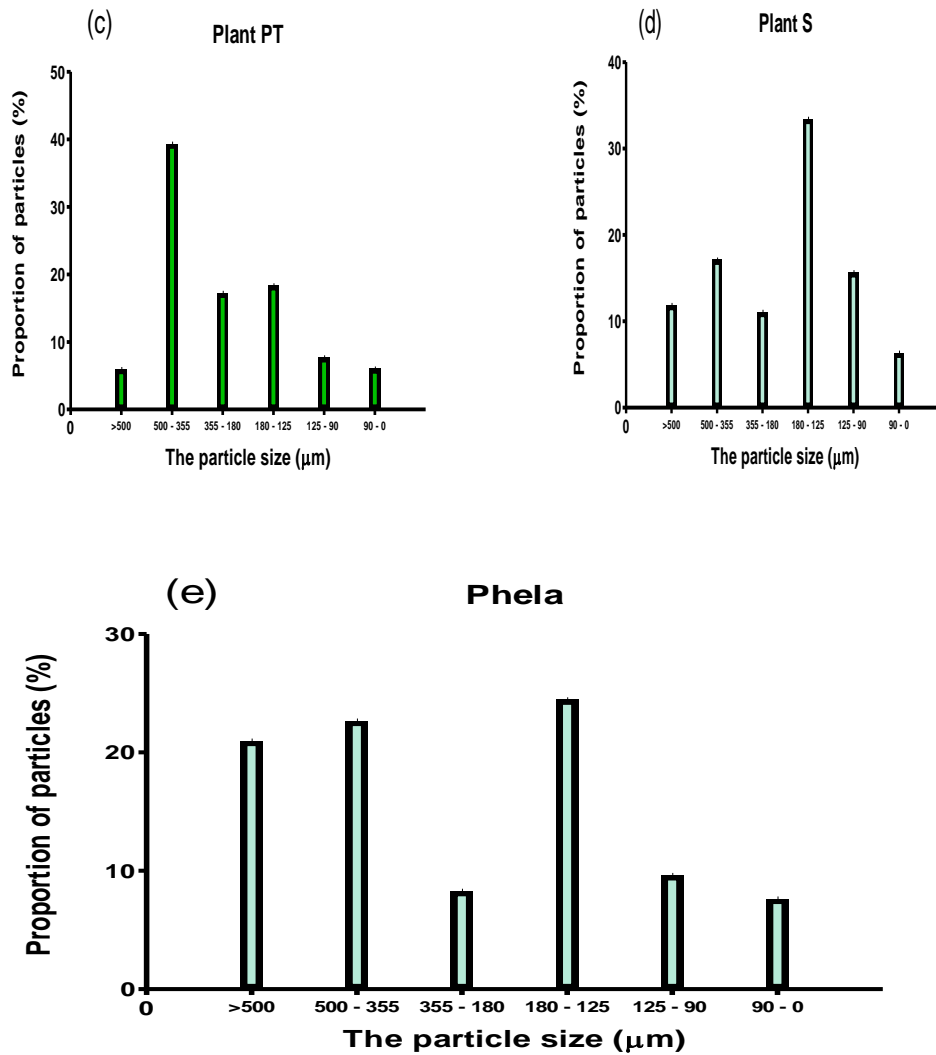 (c)
Plant PT
Proportion of particles (%)
50
40
30
20
10
0
0
>500
500 - 355
355 - 180
180 - 125
125 - 90
90 - 0
The particle size (μm)
(d)
Plant S
Proportion of particles (%)
40
30
20
10
0
0
>500
500 - 355
355 - 180
180 - 125
125 - 90
90 - 0
The particle size (μm)
(e)
Phela
Proportion of particles (%)
30
20
10
0
0
>500
500 - 355
355 - 180
180 - 125
125 - 90
90 - 0
The particle size (μm)